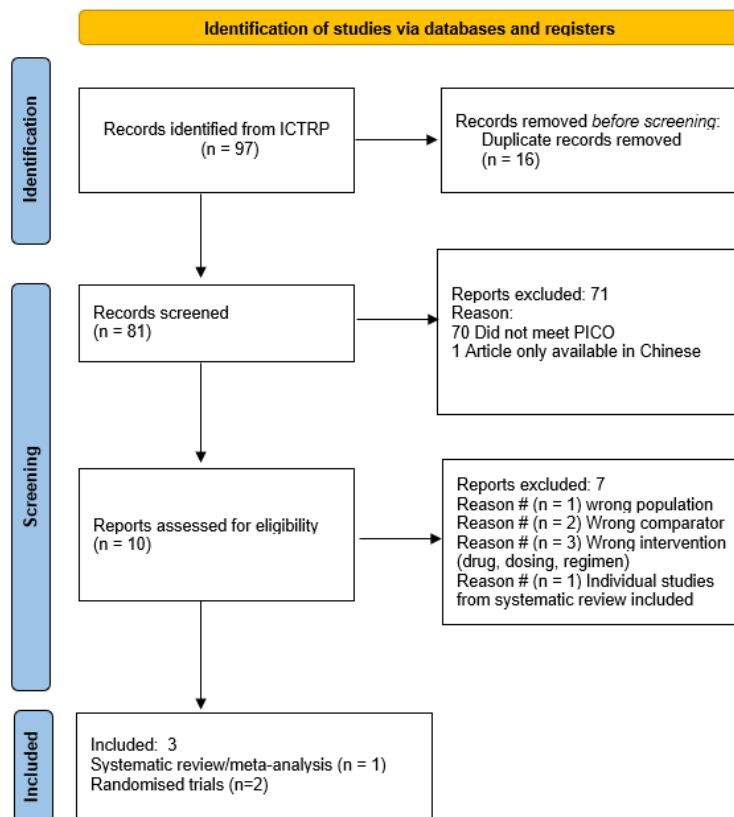 Identification of studies via databases and registers
Identification
Records identified from ICTRP
(n = 97)
Records removed before screening:
Duplicate records removed
(n = 16)
Screening
Records screened
(n = 81)
Reports excluded: 71
Reason:
70 Did not meet PICO
1 Article only available in Chinese
Reports assessed for eligibility
(n = 10)
Reports excluded: 7
Reason # (n = 1) wrong population
Reason # (n = 2) Wrong comparator
Reason # (n = 3) Wrong intervention
(drug, dosing, regimen)
Reason # (n = 1) Individual studies
from systematic review included
Included
Included: 3
Systematic review/meta-analysis (n = 1)
Randomised trials (n=2)